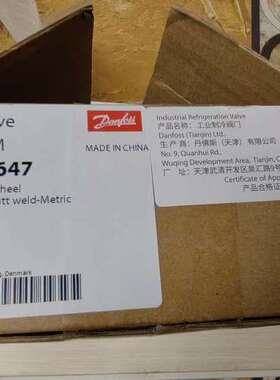 ve
M
647
heel
utt weld-Metric
, Denmark
Danfoss
MADE IN CHINA
Industrial Refrigeration Valve
产品名称：工业制冷阀门
Danfoss (Tianjin) Ltd.
生 产 商：丹佛斯（天津）有限公司
No. 9, Quanhui Rd.,
Wuqing Development Area, Tianjin, C
地 址：天津武清开发区泉汇路9号
Certificate of App
产品合格证